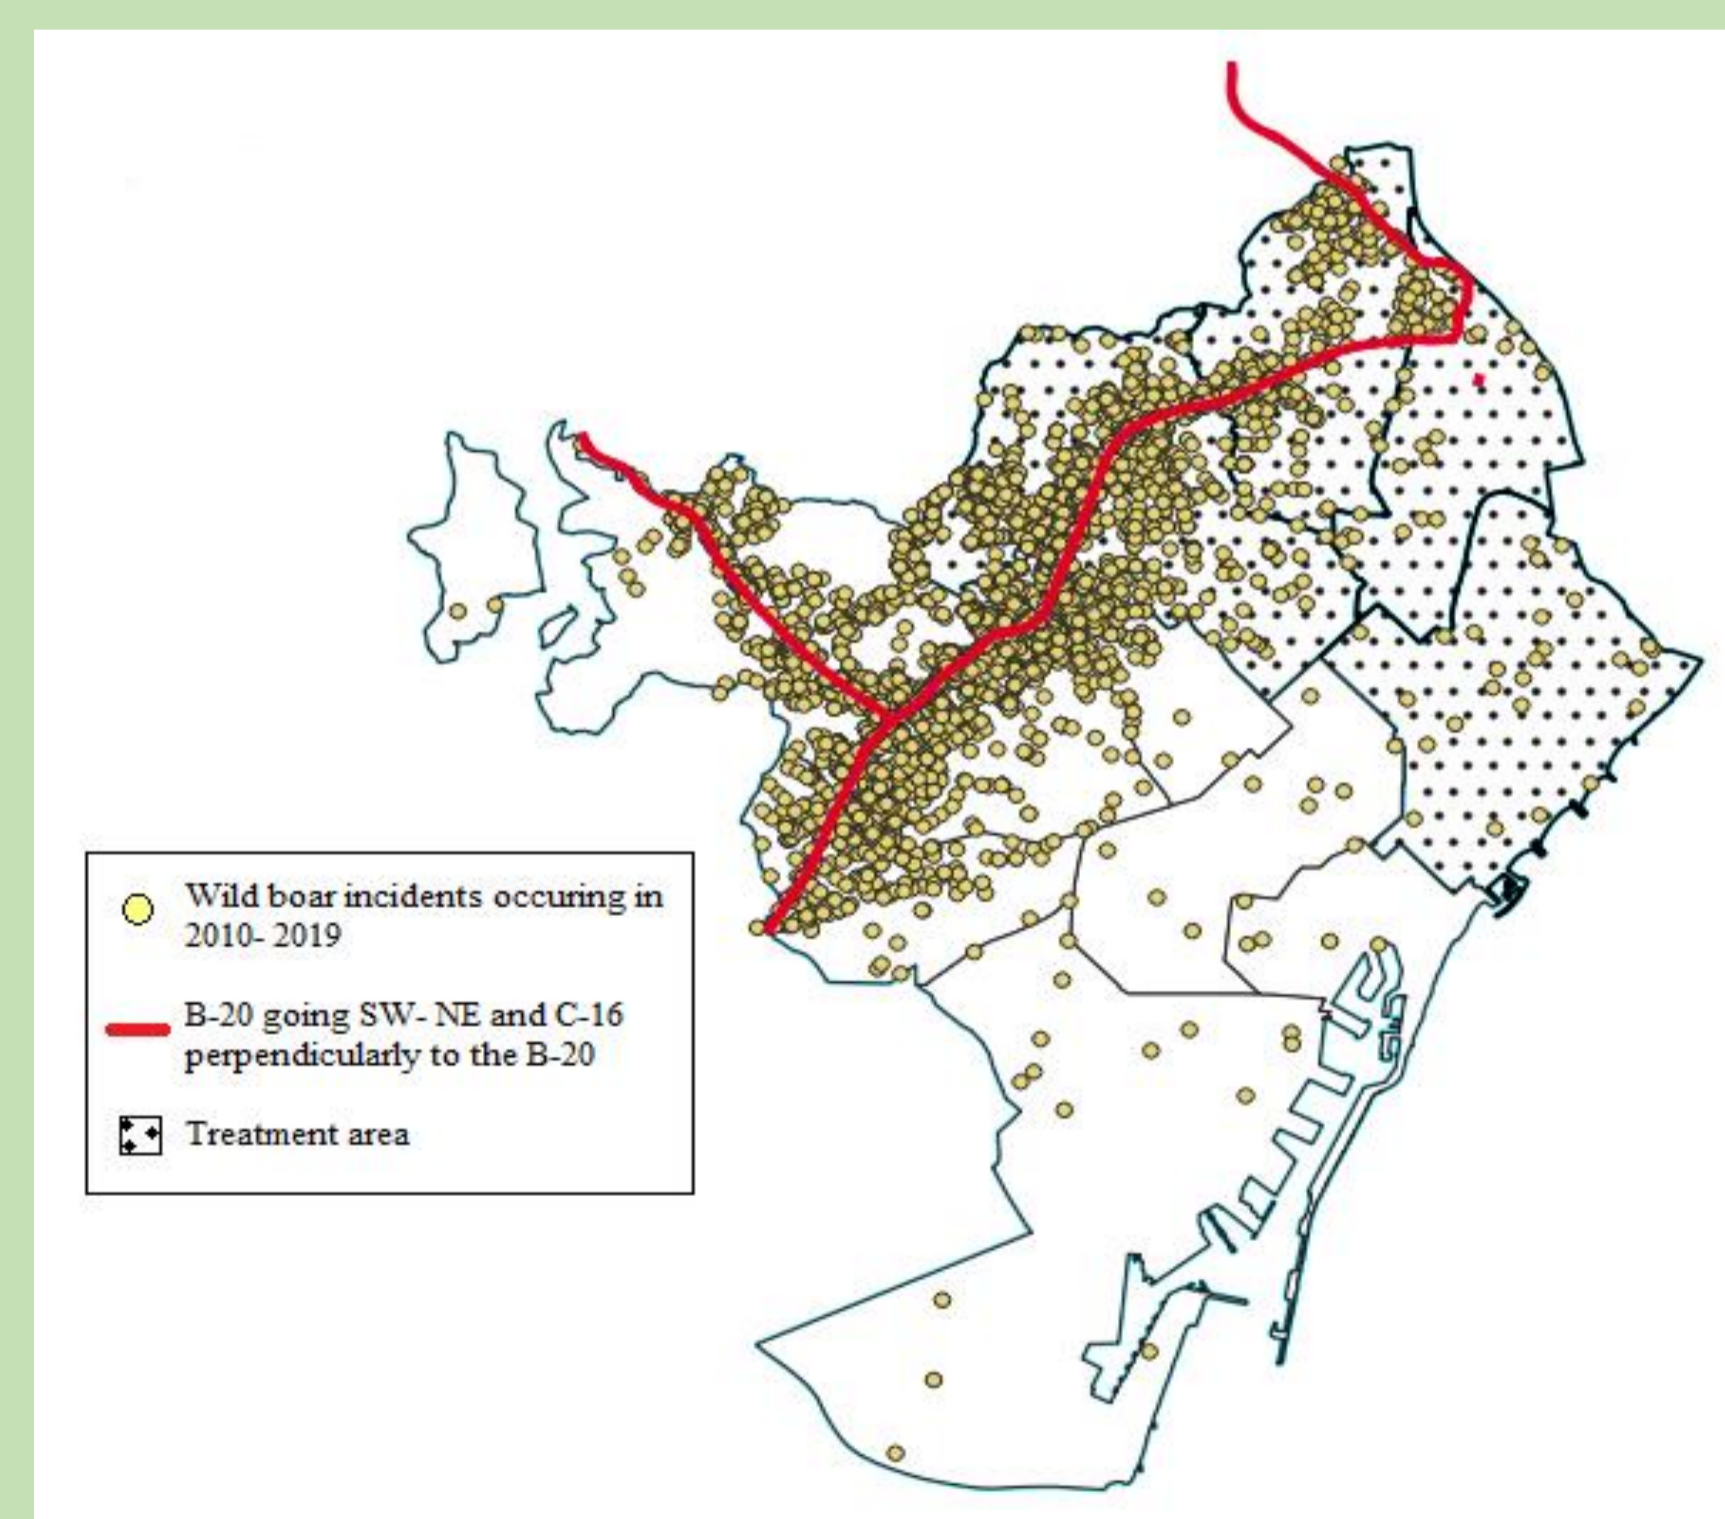 Wild boar incidents occuring in
2010- 2019
B-20 going SW- NE and C-16
perpendicularly to the B-20
Treatment area